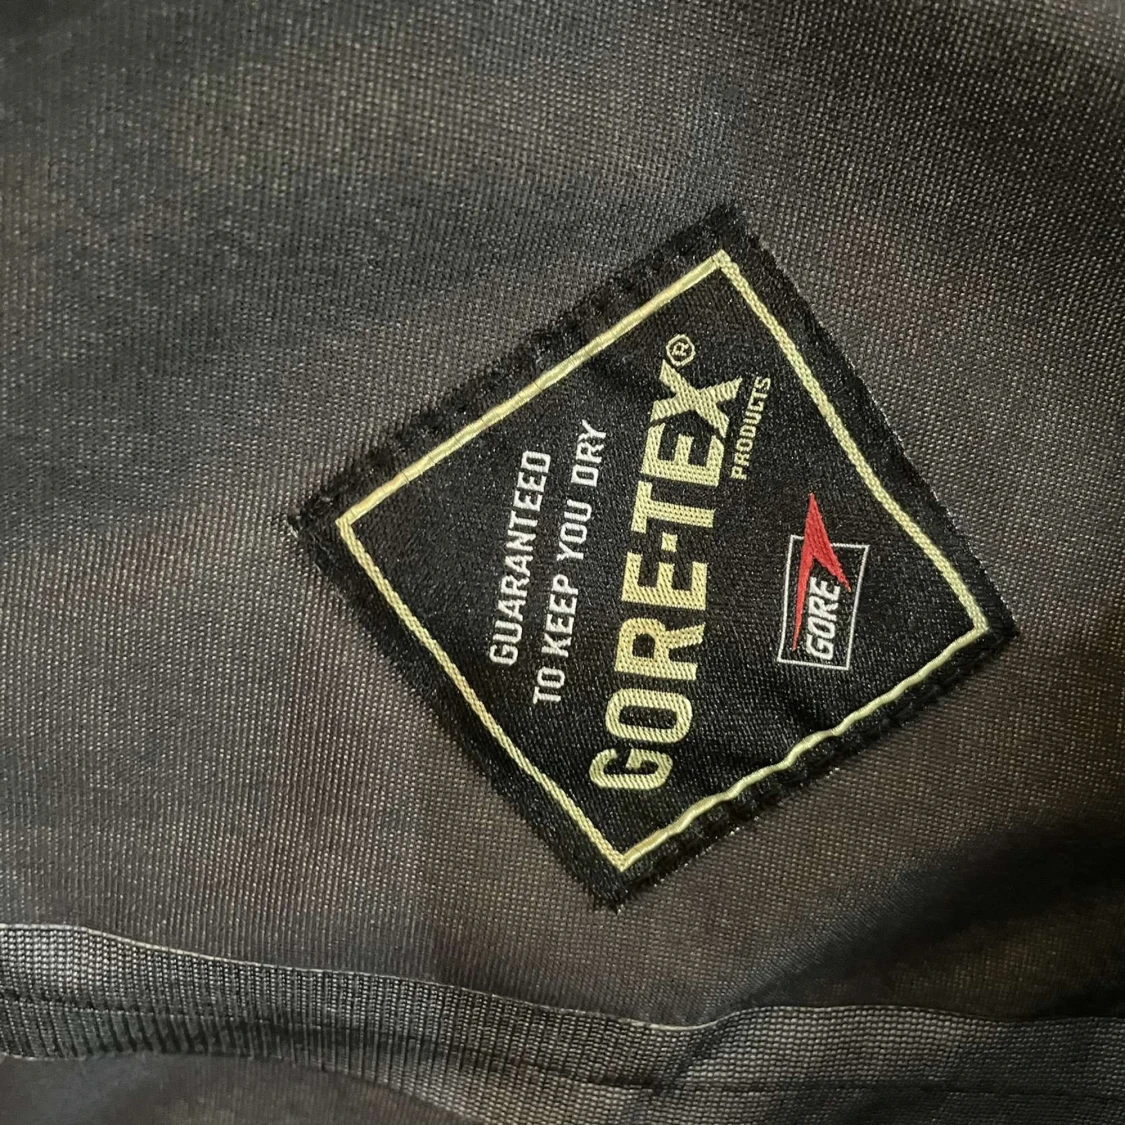 GUARANTEED
TO KEEP YOU DRY
GORE-TEX®
PRODUCTS
GORE